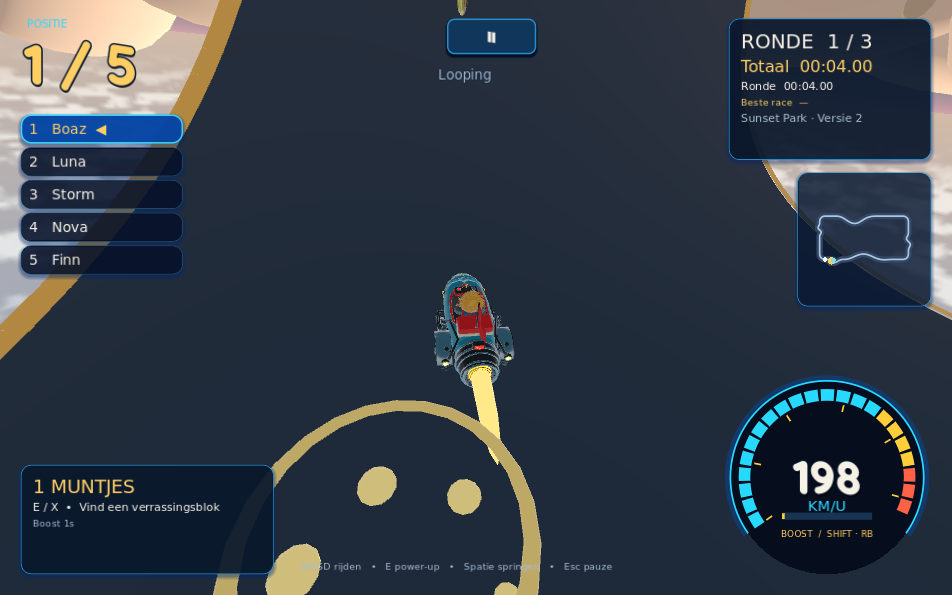 POSITIE
1/5
1 Boaz ◀
2 Luna
3 Storm
4 Nova
5 Finn
Looping
RONDE 1 / 3
Totaal 00:04.00
Ronde 00:04.00
Beste race —
Sunset Park · Versie 2
198
KM/U
BOOST / SHIFT · RB
1 MUNTJES
E / X • Vind een verrassingsblok
Boost 1s
rijden • E power-up • Spatie springen • Esc pauze